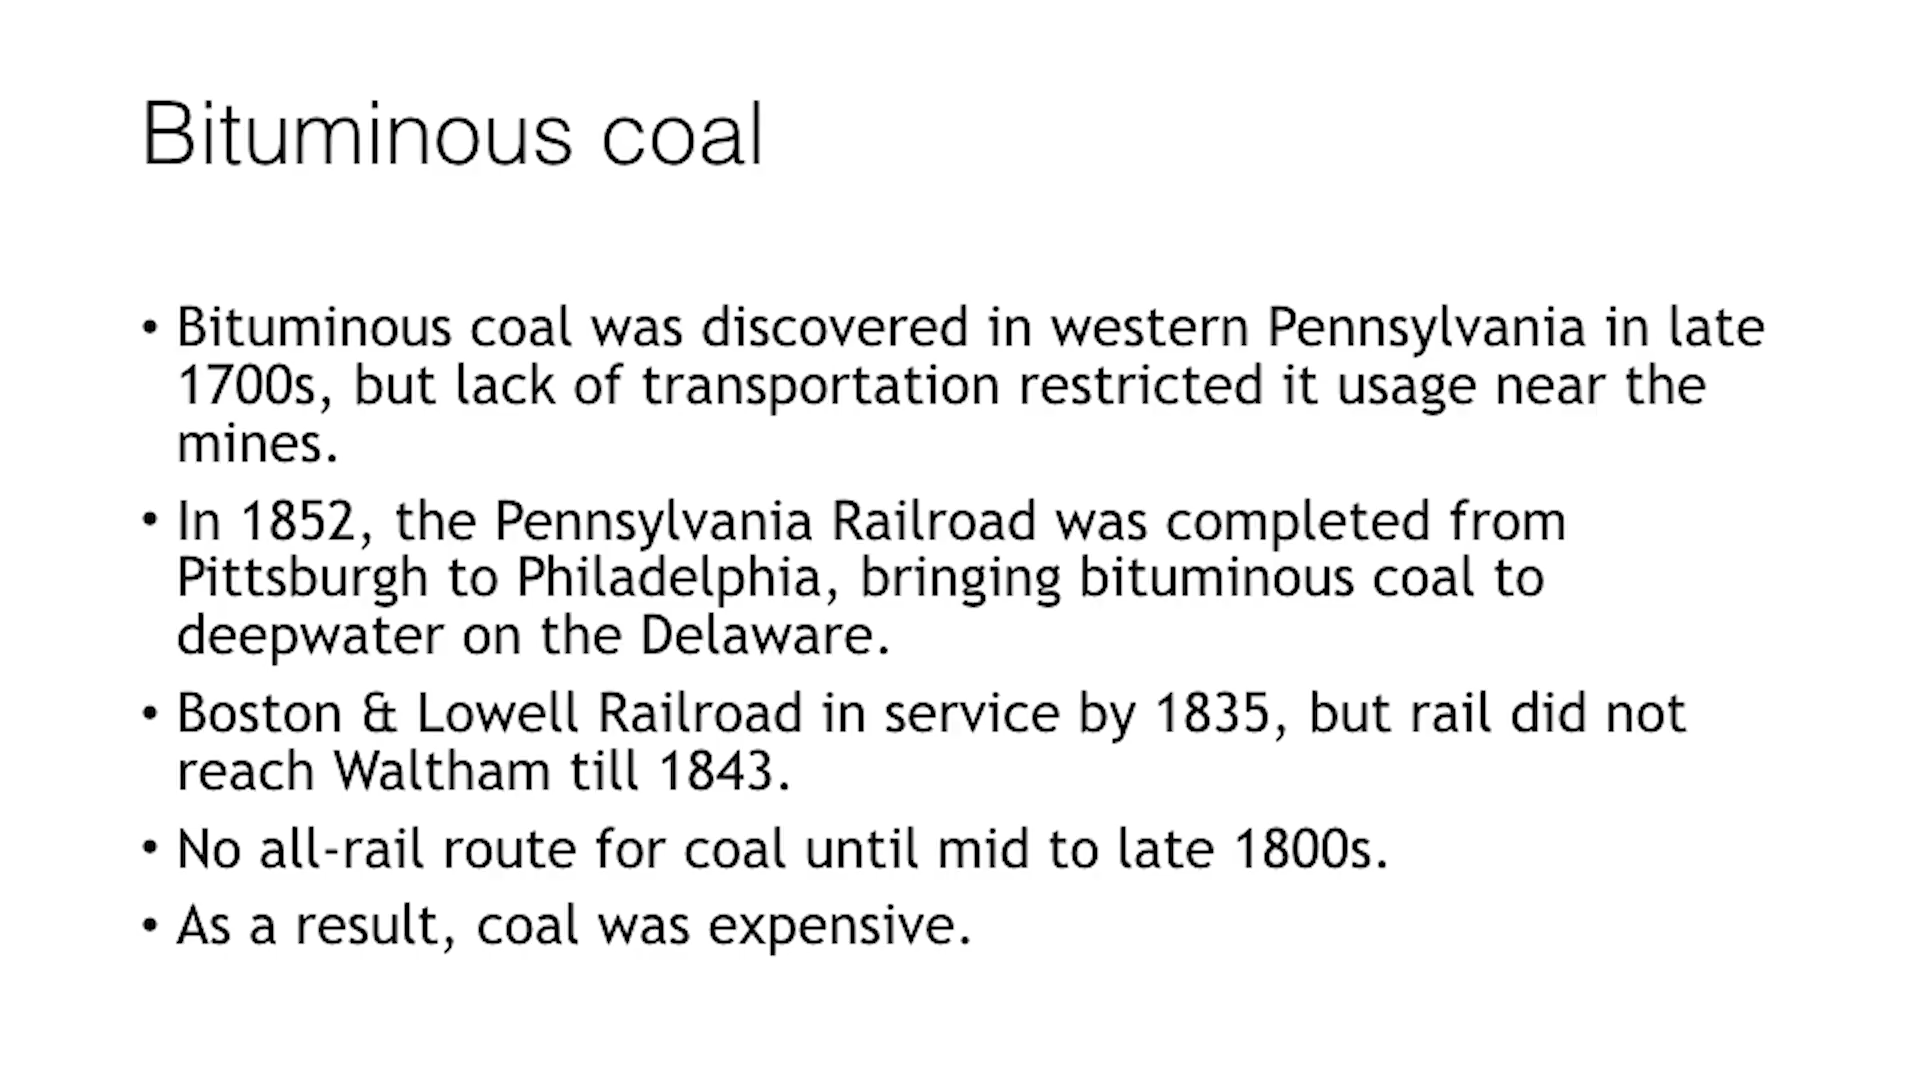 Bituminous coal
• Bituminous coal was discovered in western Pennsylvania in late
1700s, but lack of transportation restricted it usage near the
mines.
• In 1852, the Pennsylvania Railroad was completed from
Pittsburgh to Philadelphia, bringing bituminous coal to
deepwater on the Delaware.
• Boston & Lowell Railroad in service by 1835, but rail did not
reach Waltham till 1843.
• No all-rail route for coal until mid to late 1800s.
• As a result, coal was expensive.